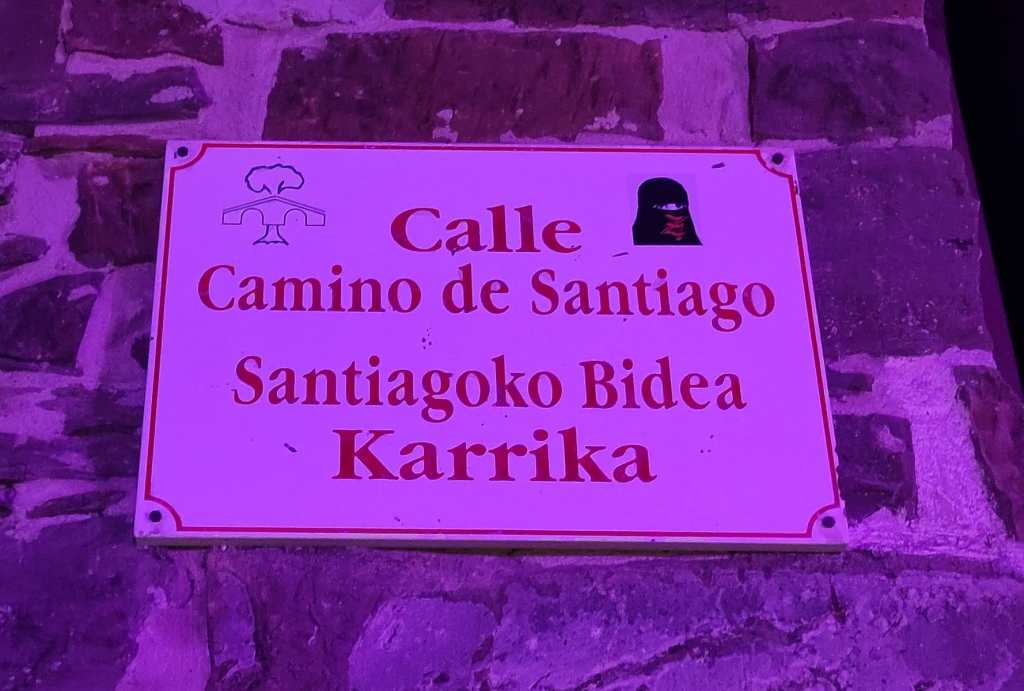 Calle
Camino de Santiago
Santiagoko Bidea
Karrika